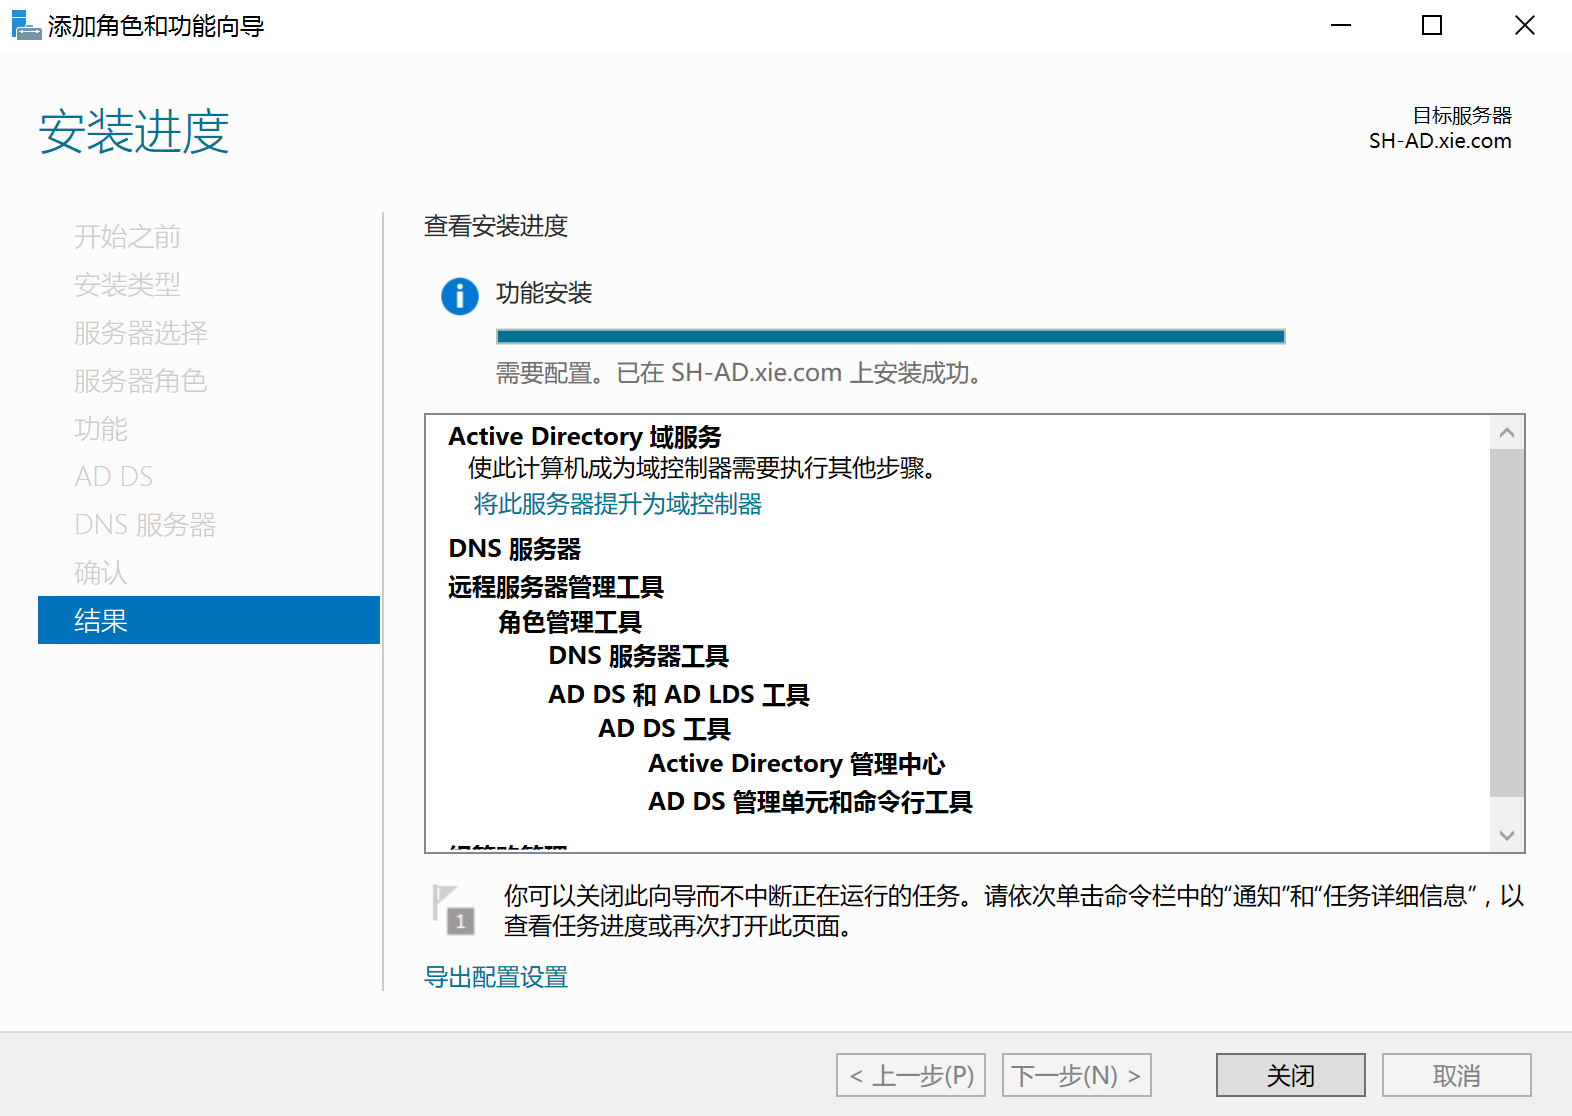 添加角色和功能向导
安装进度
目标服务器
SH-AD.xie.com
开始之前
安装类型
服务器选择
服务器角色
功能
AD DS
DNS 服务器
确认
结果
查看安装进度
功能安装
需要配置。已在 SH-AD.xie.com 上安装成功。
Active Directory 域服务
使此计算机成为域控制器需要执行其他步骤。
将此服务器提升为域控制器
DNS 服务器
远程服务器管理工具
角色管理工具
DNS 服务器工具
AD DS 和 AD LDS 工具
AD DS 工具
Active Directory 管理中心
AD DS 管理单元和命令行工具
1
你可以关闭此向导而不中断正在运行的任务。请依次单击命令栏中的“通知”和“任务详细信息”，以
查看任务进度或再次打开此页面。
导出配置设置
< 上一步(P)
下一步(N) >
关闭
取消